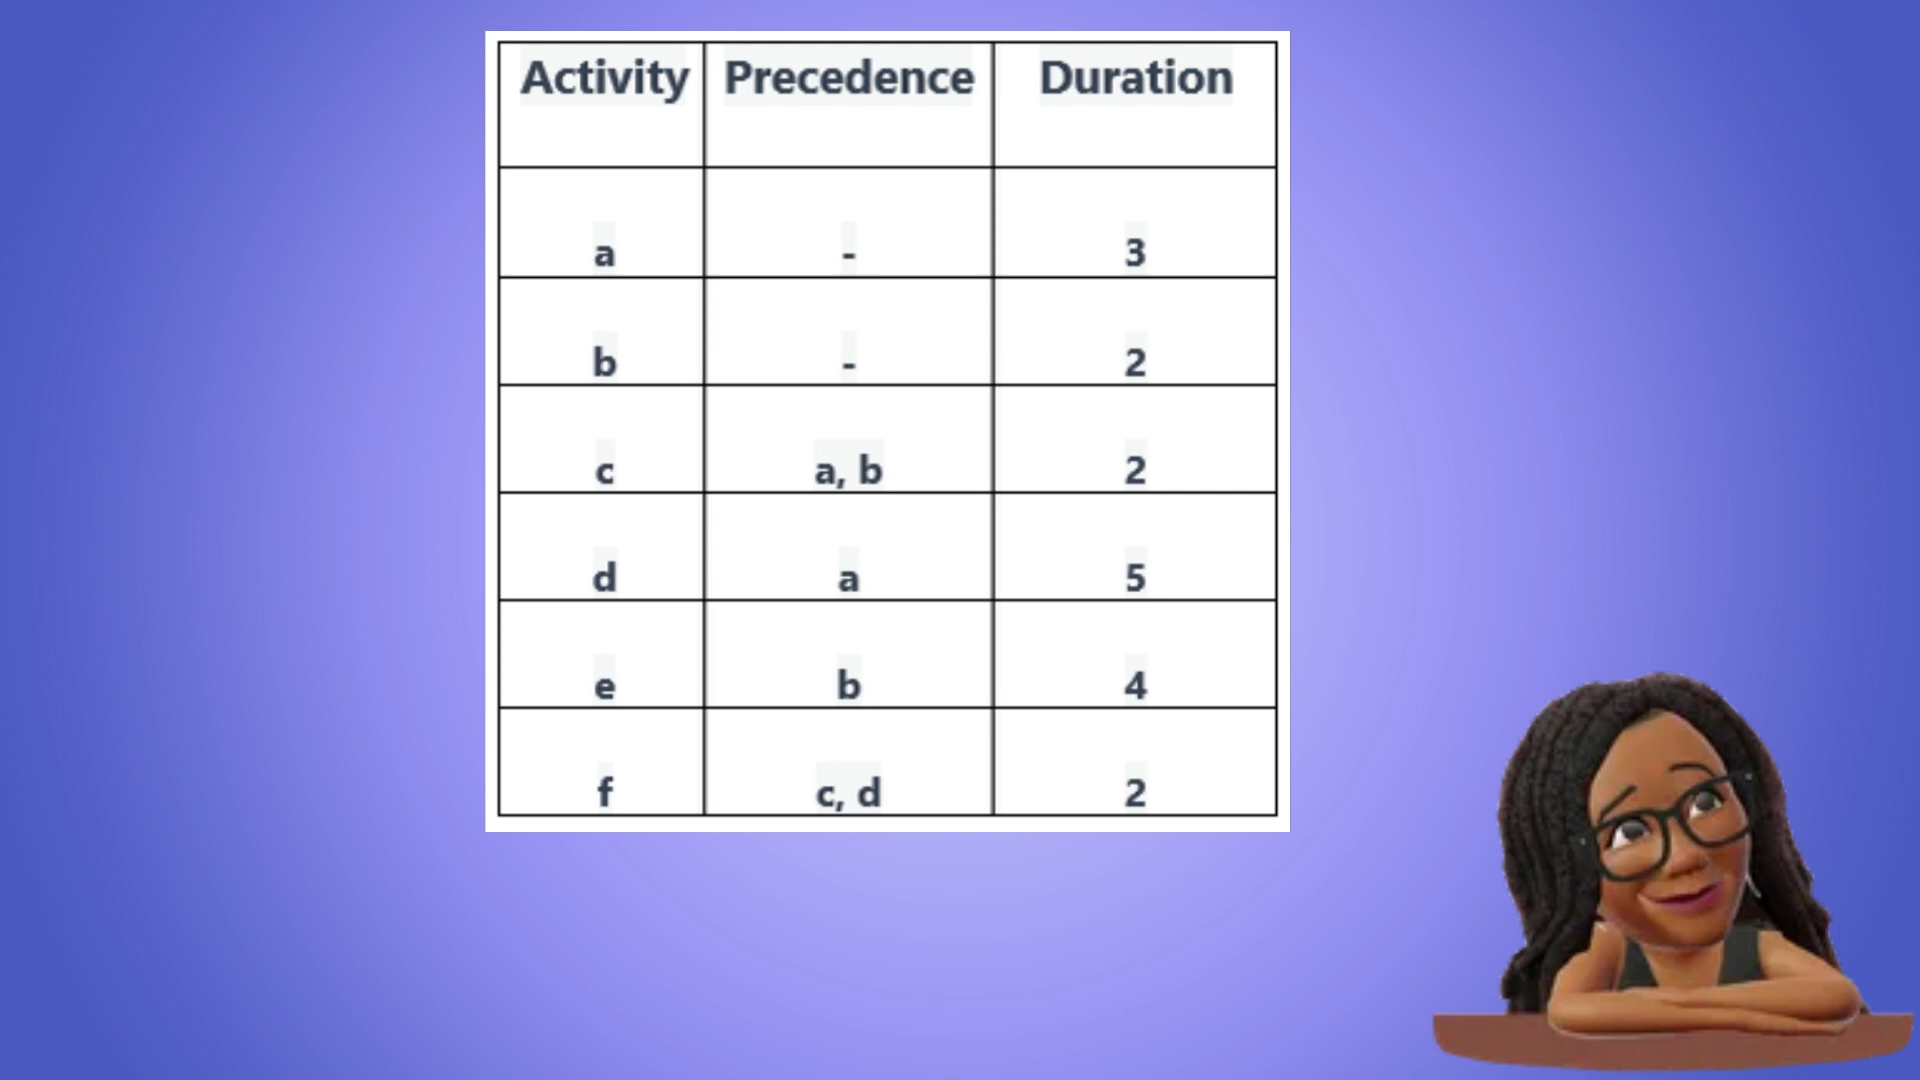 Activity Precedence Duration
a - 3
b - 2
c a, b 2
d a 5
e b 4
f c, d 2